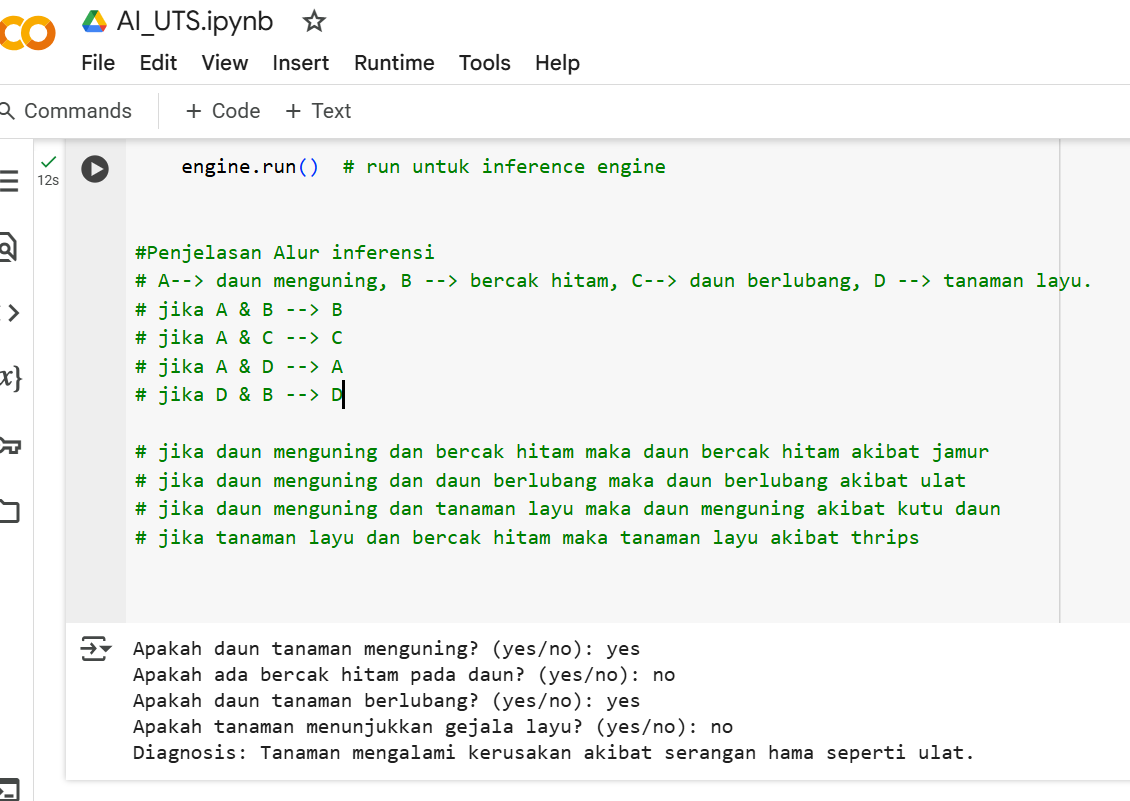 AI_UTS.ipynb
File Edit View Insert Runtime Tools Help
Commands + Code + Text
12s
engine.run()  # run untuk inference engine
#Penjelasan Alur inferensi
# A--> daun menguning, B --> bercak hitam, C--> daun berlubang, D --> tanaman layu.
# jika A & B --> B
# jika A & C --> C
# jika A & D --> A
# jika D & B --> D
# jika daun menguning dan bercak hitam maka daun bercak hitam akibat jamur
# jika daun menguning dan daun berlubang maka daun berlubang akibat ulat
# jika daun menguning dan tanaman layu maka daun menguning akibat kutu daun
# jika tanaman layu dan bercak hitam maka tanaman layu akibat thrips
Apakah daun tanaman menguning? (yes/no): yes
Apakah ada bercak hitam pada daun? (yes/no): no
Apakah daun tanaman berlubang? (yes/no): yes
Apakah tanaman menunjukkan gejala layu? (yes/no): no
Diagnosis: Tanaman mengalami kerusakan akibat serangan hama seperti ulat.